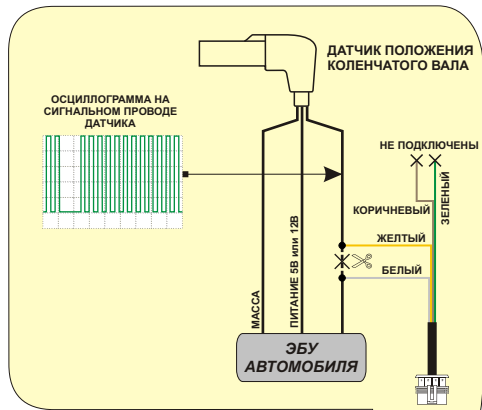 ДАТЧИК ПОЛОЖЕНИЯ
КОЛЕНЧАТОГО ВАЛА
ОСЦИЛЛОГРАММА НА
СИГНАЛЬНОМ ПРОВОДЕ
ДАТЧИКА
НЕ ПОДКЛЮЧЕНЫ
КОРИЧНЕВЫЙ
ЗЕЛЕНЫЙ
ЖЕЛТЫЙ
БЕЛЫЙ
МАССА
ПИТАНИЕ 5В или 12В
ЭБУ
АВТОМОБИЛЯ